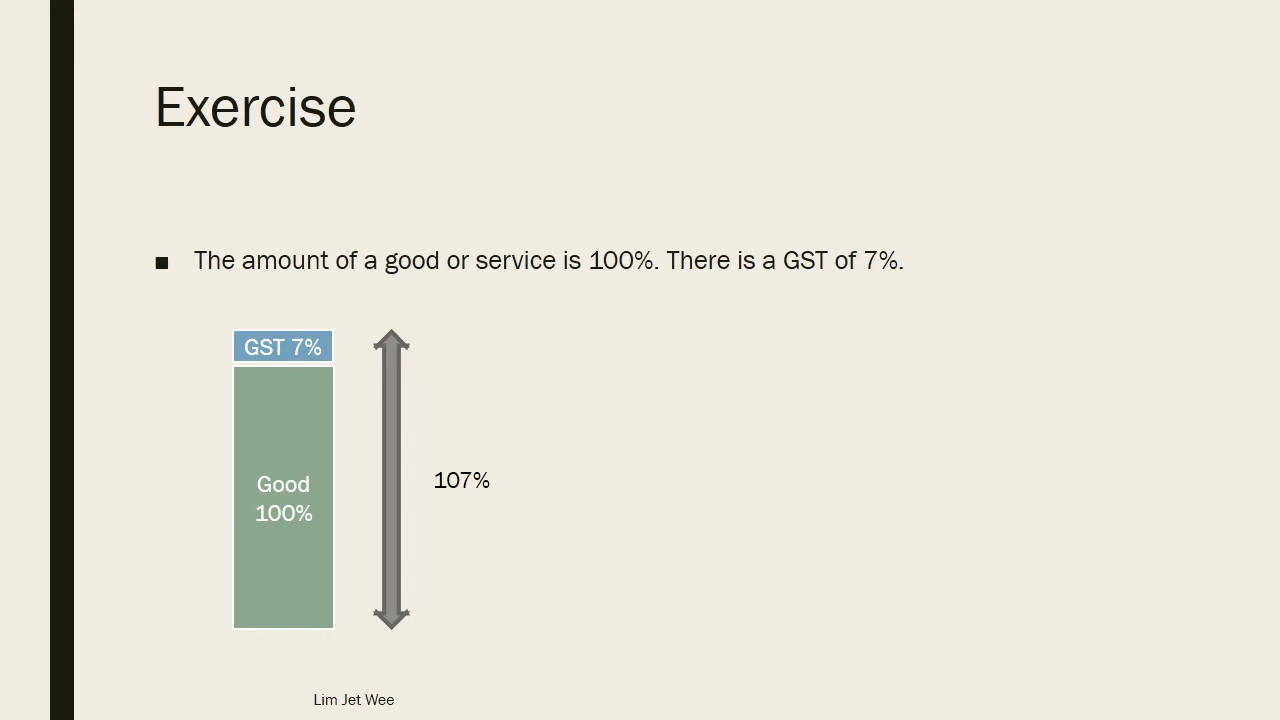 Exercise
■ The amount of a good or service is 100%. There is a GST of 7%.
GST 7%
Good
100%
107%
Lim Jet Wee